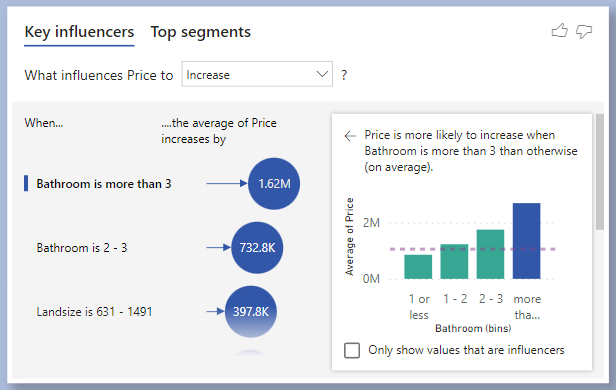 Key influencers Top segments
What influences Price to Increase ?
When...
....the average of Price
increases by
Bathroom is more than 3
1.62M
Bathroom is 2 - 3
732.8K
Landsize is 631 - 1491
397.8K
Price is more likely to increase when
Bathroom is more than 3 than otherwise
(on average).
Average of Price
2M
0M
1 or
less
1 - 2
2 - 3
more
tha...
Bathroom (bins)
Only show values that are influencers